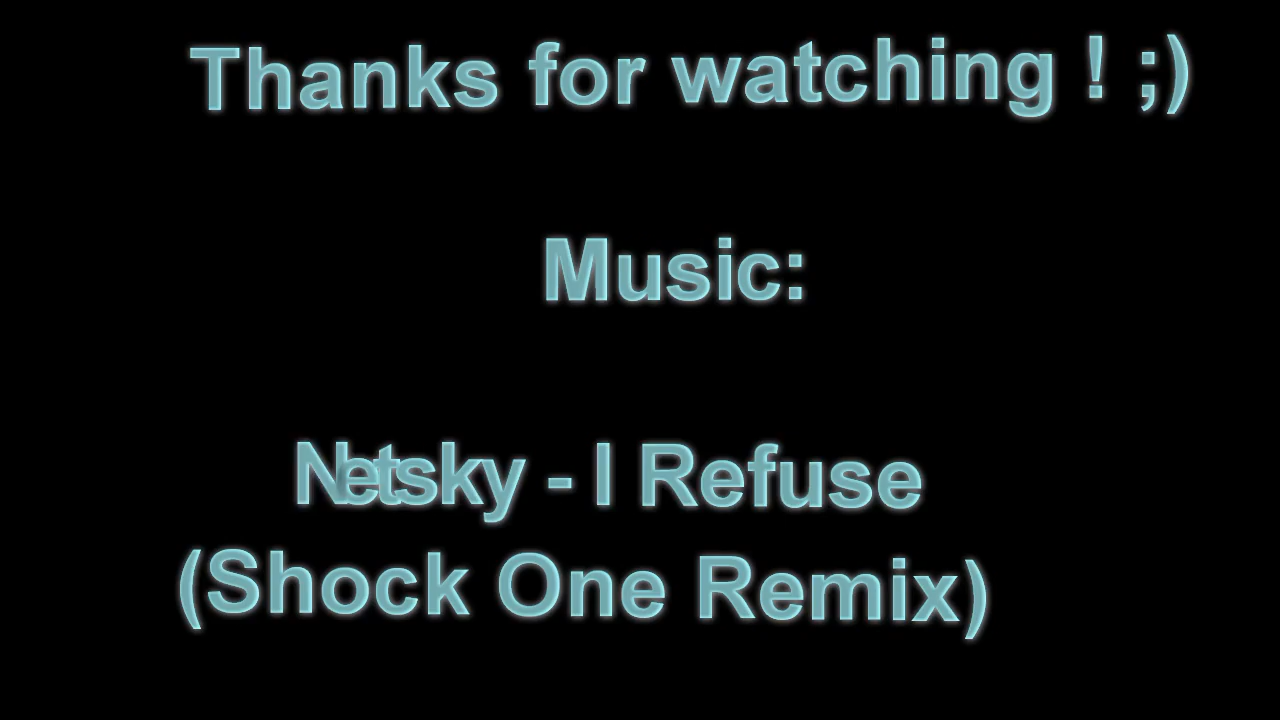 Thanks for watching ! ;)
Music:
Netsky - I Refuse
(Shock One Remix)